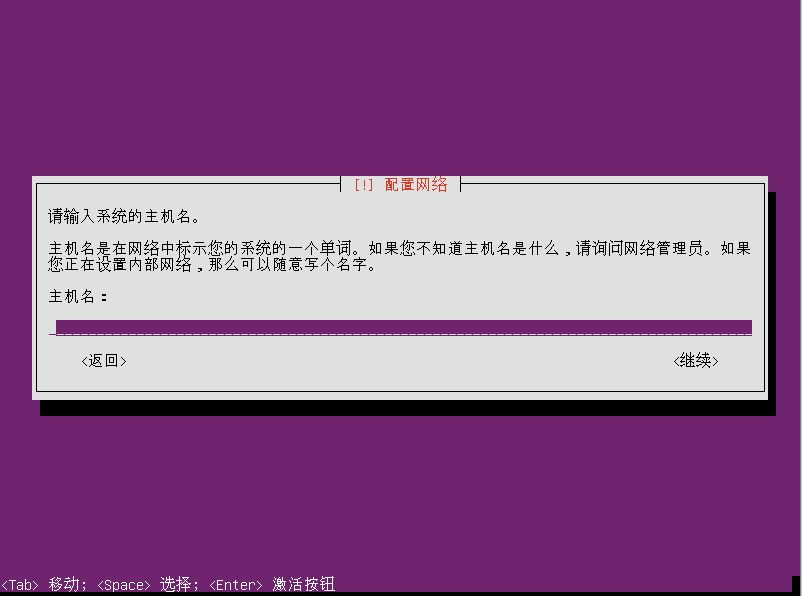 [!] 配置网络
请输入系统的主机名。
主机名是在网络中标示您的系统的一个单词。如果您不知道主机名是什么，请询问网络管理员。如果
您正在设置内部网络，那么可以随意写个名字。
主机名：
<返回> <继续>
<Tab> 移动; <Space> 选择; <Enter> 激活按钮